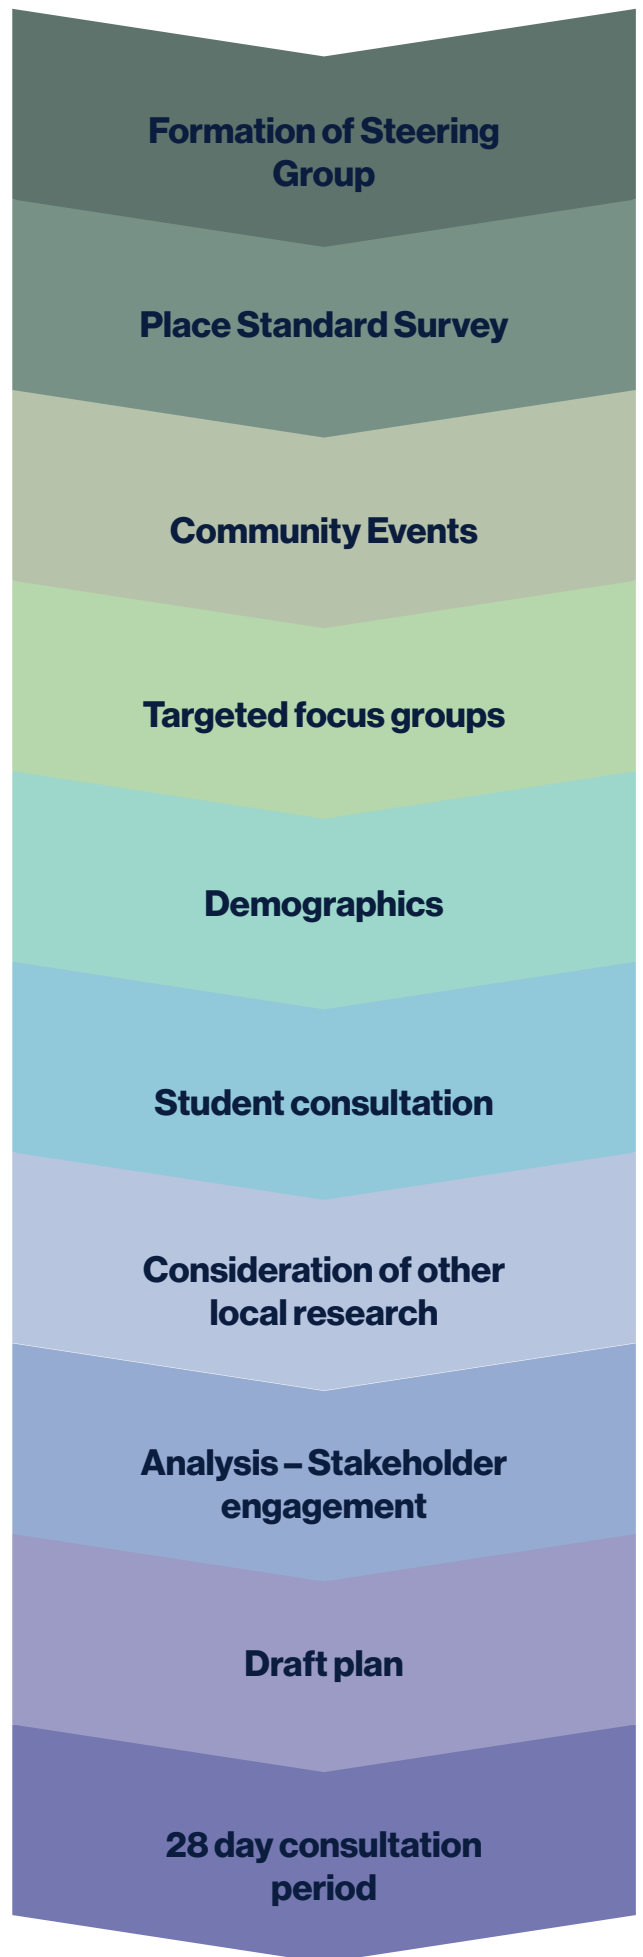 Formation of Steering
Group
Place Standard Survey
Community Events
Targeted focus groups
Demographics
Student consultation
Consideration of other
local research
Analysis – Stakeholder
engagement
Draft plan
28 day consultation
period